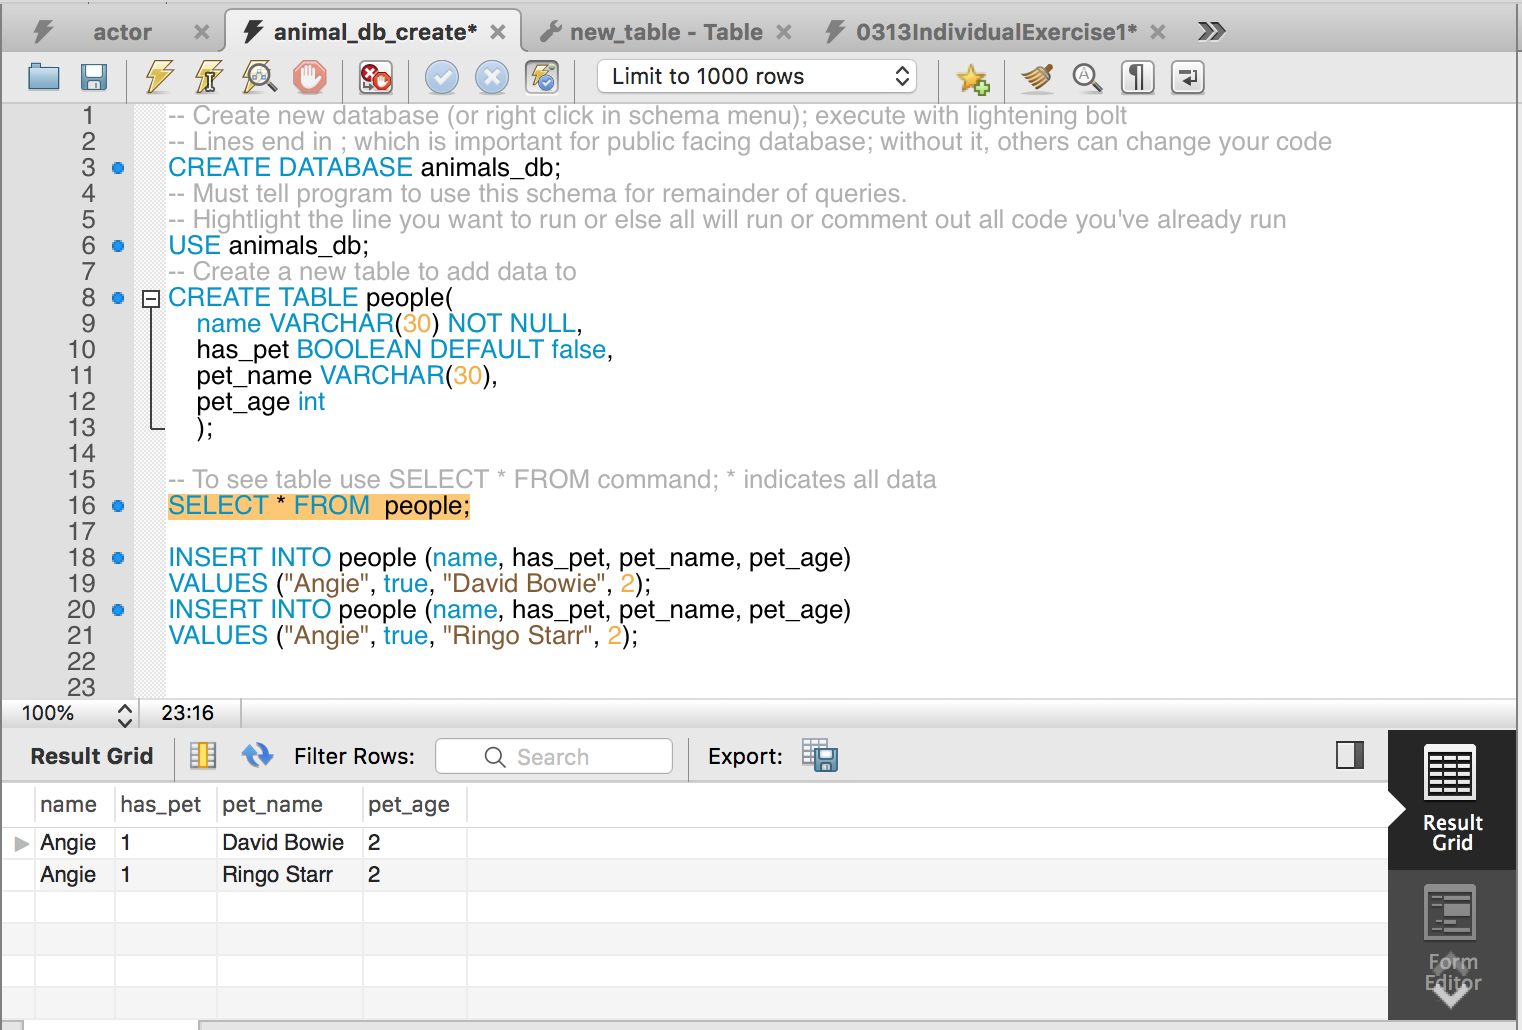 actor animal_db_create* new_table - Table 0313IndividualExercise1*
Limit to 1000 rows
1 -- Create new database (or right click in schema menu); execute with lightening bolt
2 -- Lines end in ; which is important for public facing database; without it, others can change your code
3 CREATE DATABASE animals_db;
4 -- Must tell program to use this schema for remainder of queries.
5 -- Hightlight the line you want to run or else all will run or comment out all code you've already run
6 USE animals_db;
7 -- Create a new table to add data to
8 CREATE TABLE people(
9 name VARCHAR(30) NOT NULL,
10 has_pet BOOLEAN DEFAULT false,
11 pet_name VARCHAR(30),
12 pet_age int
13 );
14
15 -- To see table use SELECT * FROM command; * indicates all data
16 SELECT * FROM  people;
17
18 INSERT INTO people (name, has_pet, pet_name, pet_age)
19 VALUES ("Angie", true, "David Bowie", 2);
20 INSERT INTO people (name, has_pet, pet_name, pet_age)
21 VALUES ("Angie", true, "Ringo Starr", 2);
22
23
100% 23:16
Result Grid Filter Rows: Search Export:
name has_pet pet_name pet_age
Angie 1 David Bowie 2
Angie 1 Ringo Starr 2
Result
Grid
Form
Editor